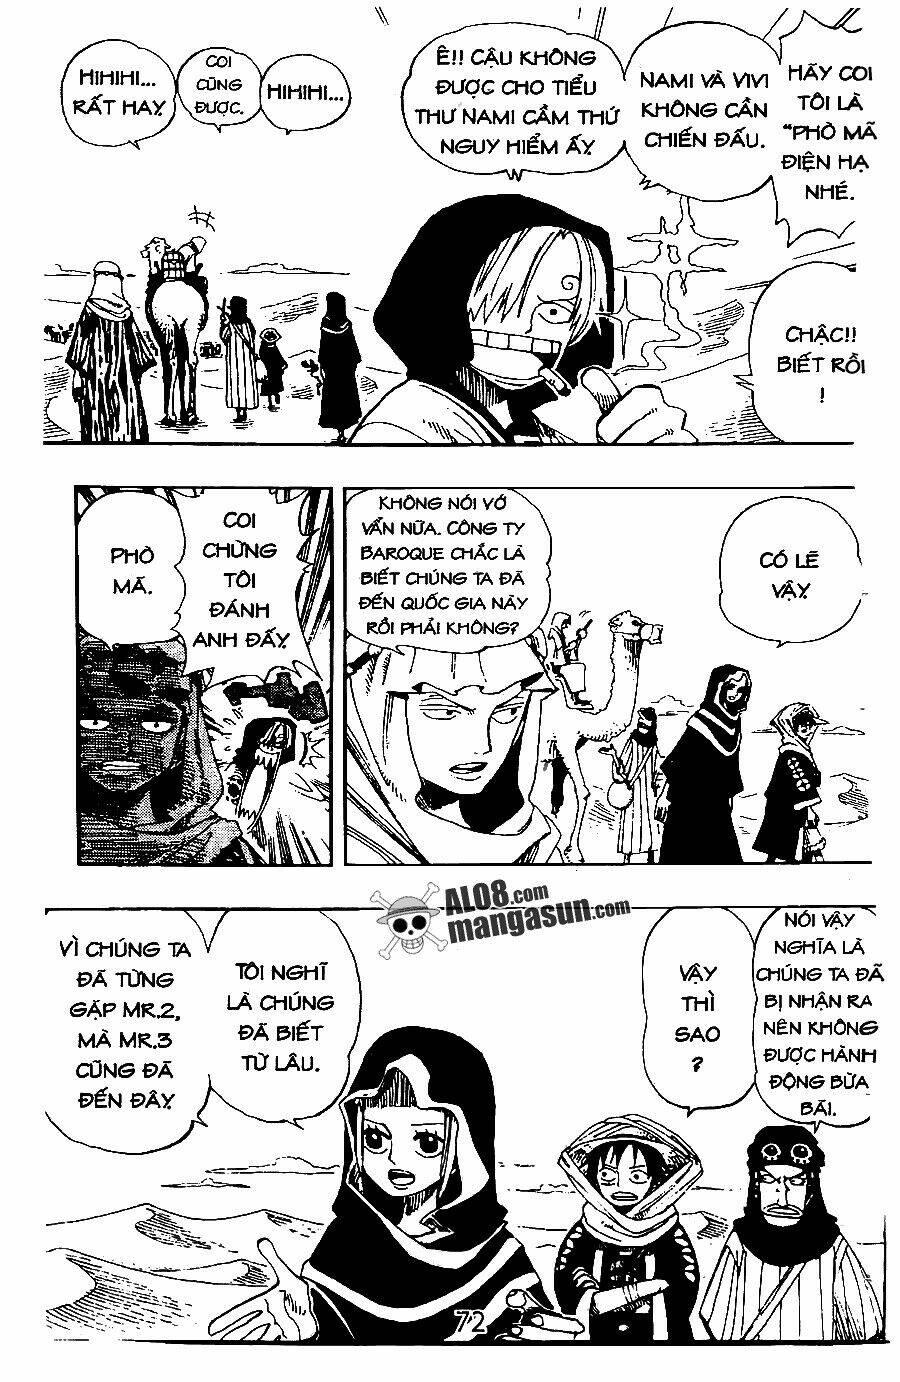 HÃY COI
TÔI LÀ
“PHÒ MÃ
ĐIỆN HẠ
NHÉ.
NAMI VÀ VIVI
KHÔNG CẦN
CHIẾN ĐẤU.
Ê!! CẬU KHÔNG
ĐƯỢC CHO TIỂU
THƯ NAMI CẦM THỨ
NGUY HIỂM ẤY.
HIHIHI...
COI
CŨNG
ĐƯỢC.
HIHIHI...
RẤT HAY.
CHẬC!!
BIẾT RỒI
!
CÓ LẼ
VẬY.
KHÔNG NÓI VỚ
VẨN NỮA. CÔNG TY
BAROQUE CHẮC LÀ
BIẾT CHÚNG TA ĐÃ
ĐẾN QUỐC GIA NÀY
RỒI PHẢI KHÔNG?
COI
CHỪNG
TÔI
ĐÁNH
ANH ĐẤY.
PHÒ
MÃ.
AL08.com
mangasun.com
NÓI VẬY
NGHĨA LÀ
CHÚNG TA ĐÃ
BỊ NHẬN RA
NÊN KHÔNG
ĐƯỢC HÀNH
ĐỘNG BỪA
BÃI.
VẬY
THÌ
SAO
?
TÔI NGHĨ
LÀ CHÚNG
ĐÃ BIẾT
TỪ LÂU.
VÌ CHÚNG TA
ĐÃ TỪNG
GẶP MR.2,
MÀ MR.3
CŨNG ĐÃ
ĐẾN ĐÂY.
72